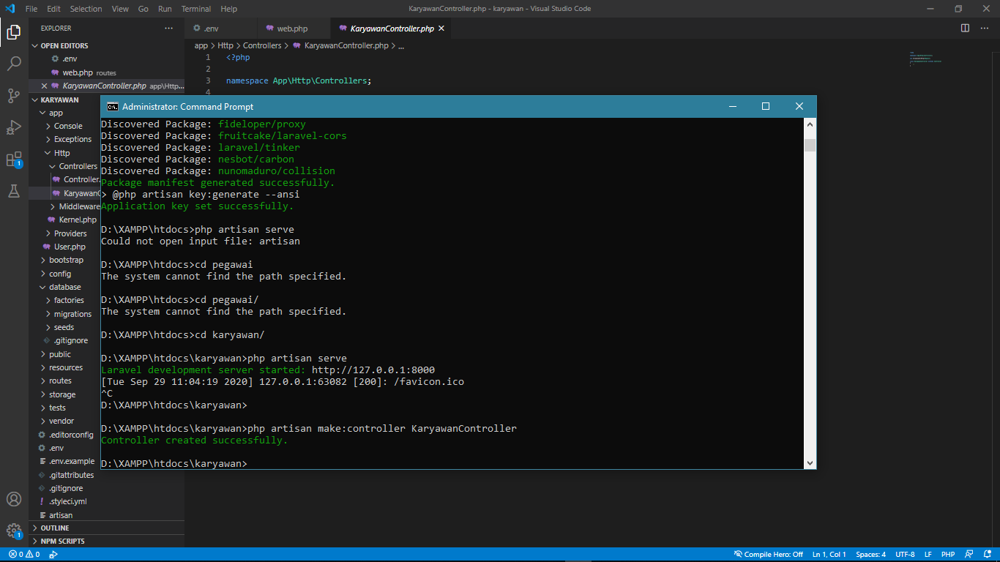 File Edit Selection View Go Run Terminal Help
KaryawanController.php - karyawan - Visual Studio Code
EXPLORER
.env
web.php
KaryawanController.php
OPEN EDITORS
.env
web.php routes
KaryawanController.php app\Http...
KARYAWAN
app
Console
Exceptions
Http
Controllers
Controller.
KaryawanC
Middleware
Kernel.php
Providers
User.php
bootstrap
config
database
factories
migrations
seeds
.gitignore
public
resources
routes
storage
tests
vendor
.editorconfig
.env
.env.example
.gitattributes
.gitignore
.styleci.yml
artisan
OUTLINE
NPM SCRIPTS
app > Http > Controllers > KaryawanController.php > ...
1 <?php
2
3 namespace App\Http\Controllers;
4
Administrator: Command Prompt
Discovered Package: fideloper/proxy
Discovered Package: fruitcake/laravel-cors
Discovered Package: laravel/tinker
Discovered Package: nesbot/carbon
Discovered Package: nunomaduro/collision
Package manifest generated successfully.
> @php artisan key:generate --ansi
Application key set successfully.
D:\XAMPP\htdocs>php artisan serve
Could not open input file: artisan
D:\XAMPP\htdocs>cd pegawai
The system cannot find the path specified.
D:\XAMPP\htdocs>cd pegawai/
The system cannot find the path specified.
D:\XAMPP\htdocs>cd karyawan/
D:\XAMPP\htdocs\karyawan>php artisan serve
Laravel development server started: http://127.0.0.1:8000
[Tue Sep 29 11:04:19 2020] 127.0.0.1:63082 [200]: /favicon.ico
^C
D:\XAMPP\htdocs\karyawan>
D:\XAMPP\htdocs\karyawan>php artisan make:controller KaryawanController
Controller created successfully.
D:\XAMPP\htdocs\karyawan>
1
1
0 0
Compile Hero: Off
Ln 1, Col 1
Spaces: 4
UTF-8
LF
PHP